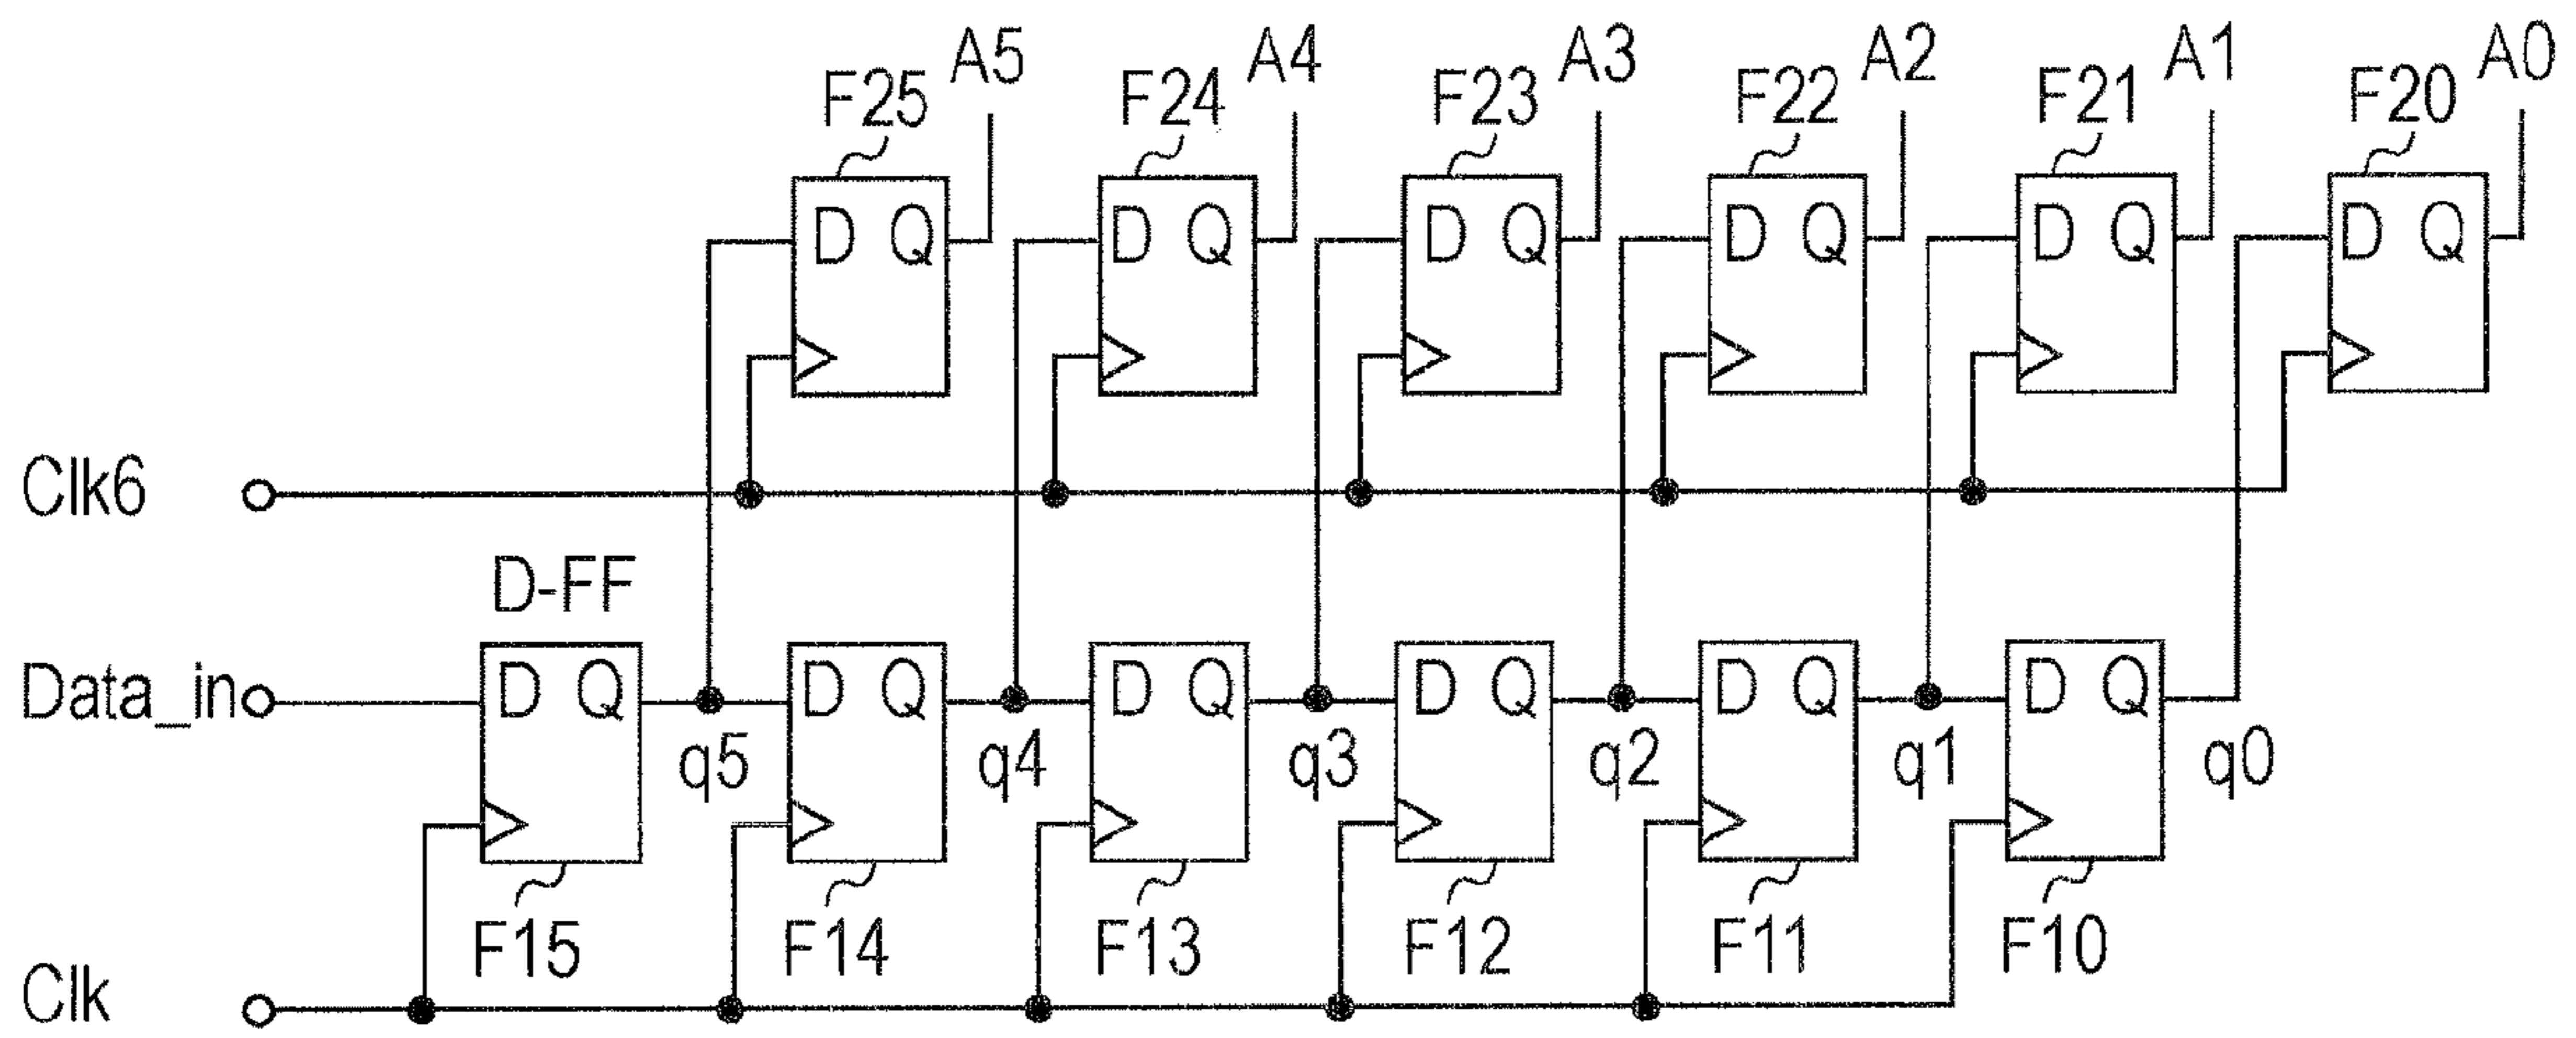 A5 A4 A3 A2 A1 A0
F25 F24 F23 F22 F21 F20
D Q D Q D Q D Q D Q D Q
Clk6
D-FF
Data_in D Q D Q D Q D Q D Q D Q
q5 q4 q3 q2 q1 q0
F15 F14 F13 F12 F11 F10
Clk